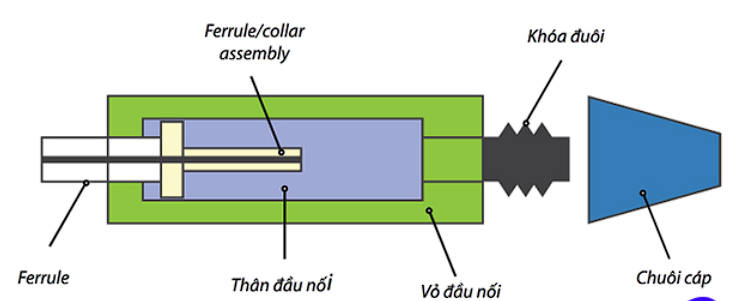 Ferrule/collar
assembly
Khóa đuôi
Ferrule
Thân đầu nối
Vỏ đầu nối
Chuôi cáp